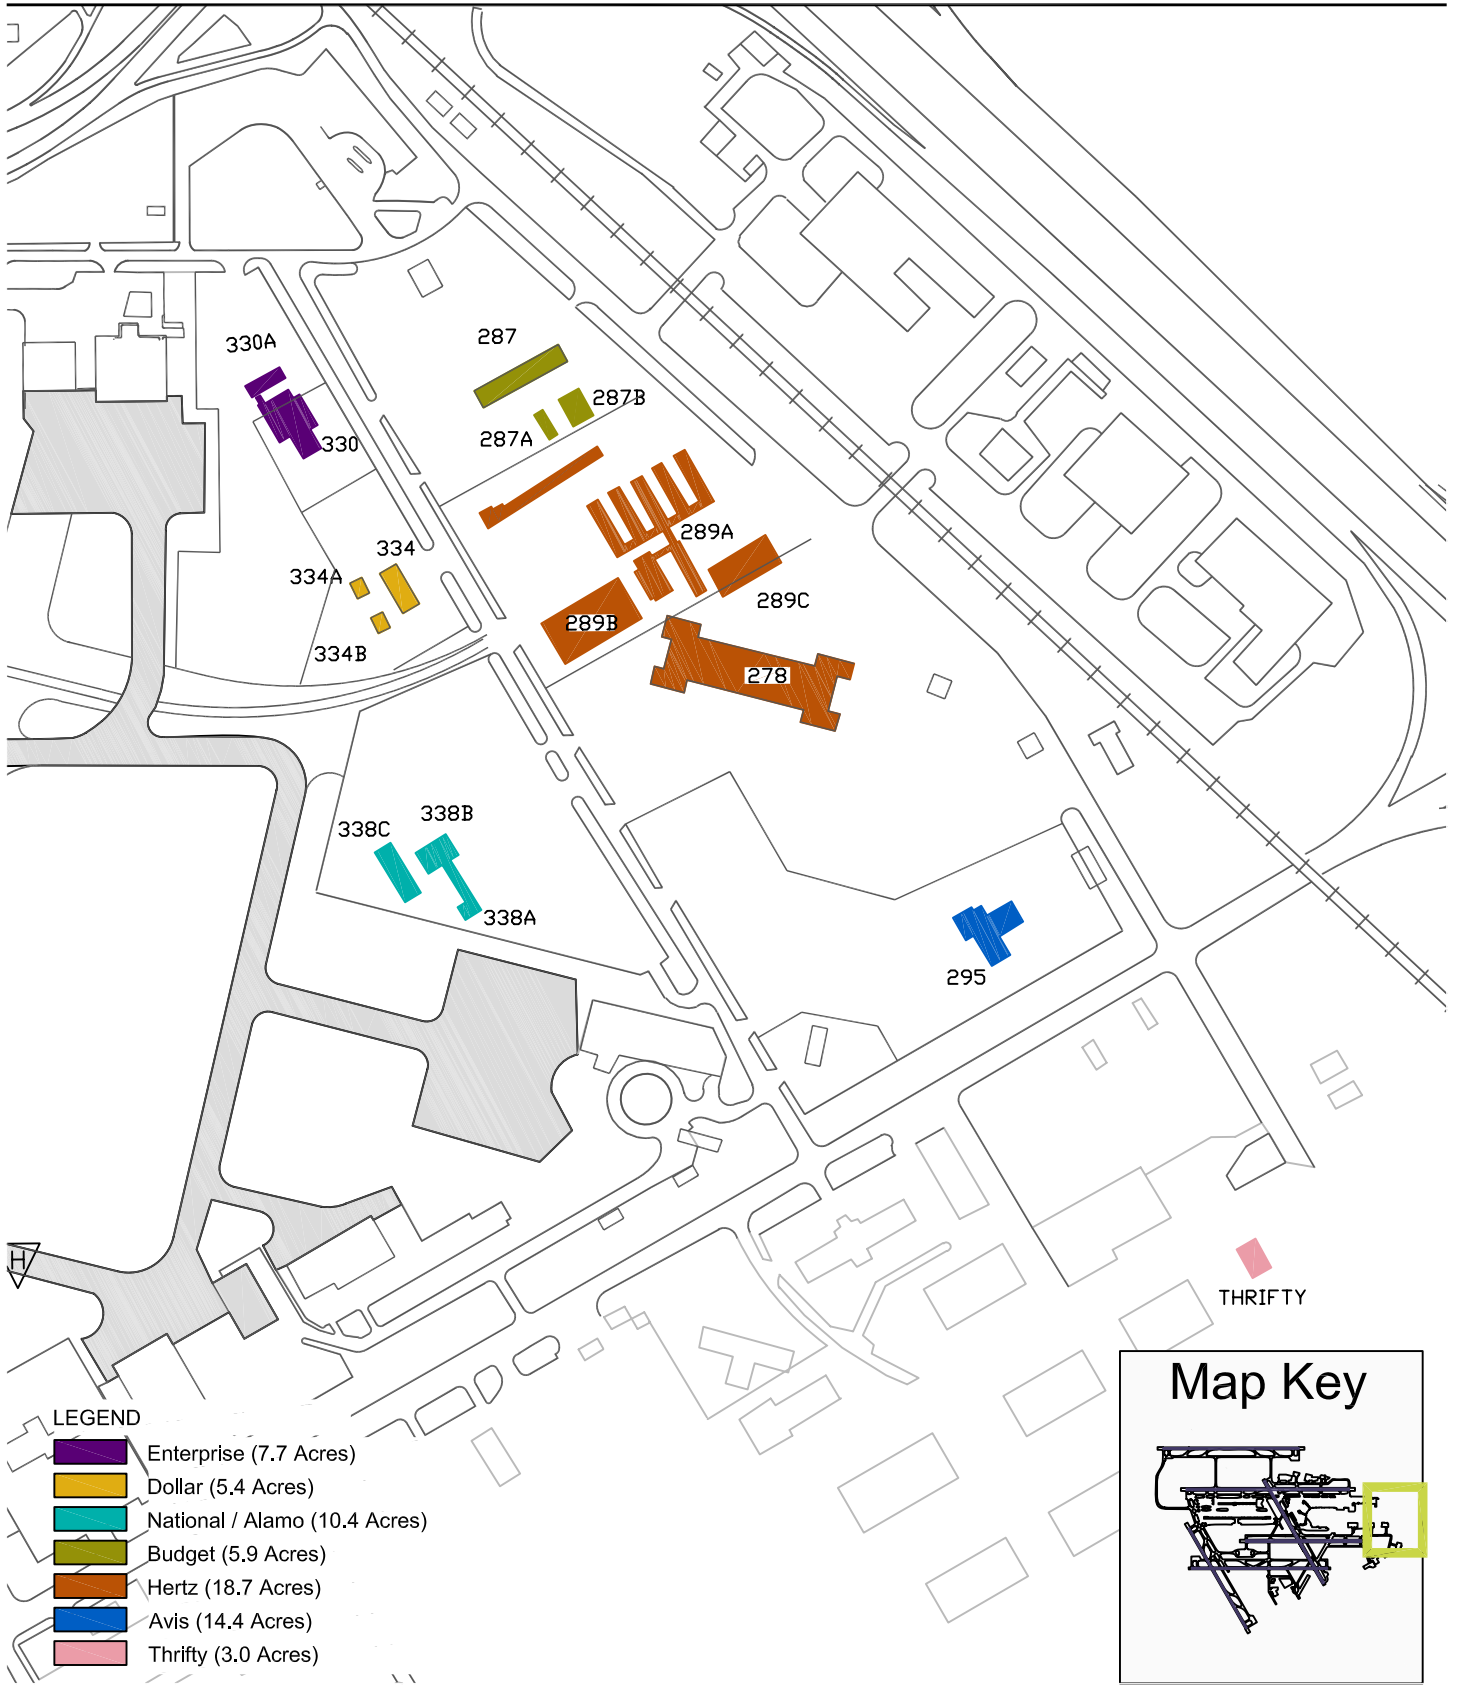 330A
287
287B
287A
330
289A
334
334A
289C
289B
334B
278
338B
338C
338A
295
H
THRIFTY
Map Key
LEGEND
Enterprise (7.7 Acres)
Dollar (5.4 Acres)
National / Alamo (10.4 Acres)
Budget (5.9 Acres)
Hertz (18.7 Acres)
Avis (14.4 Acres)
Thrifty (3.0 Acres)